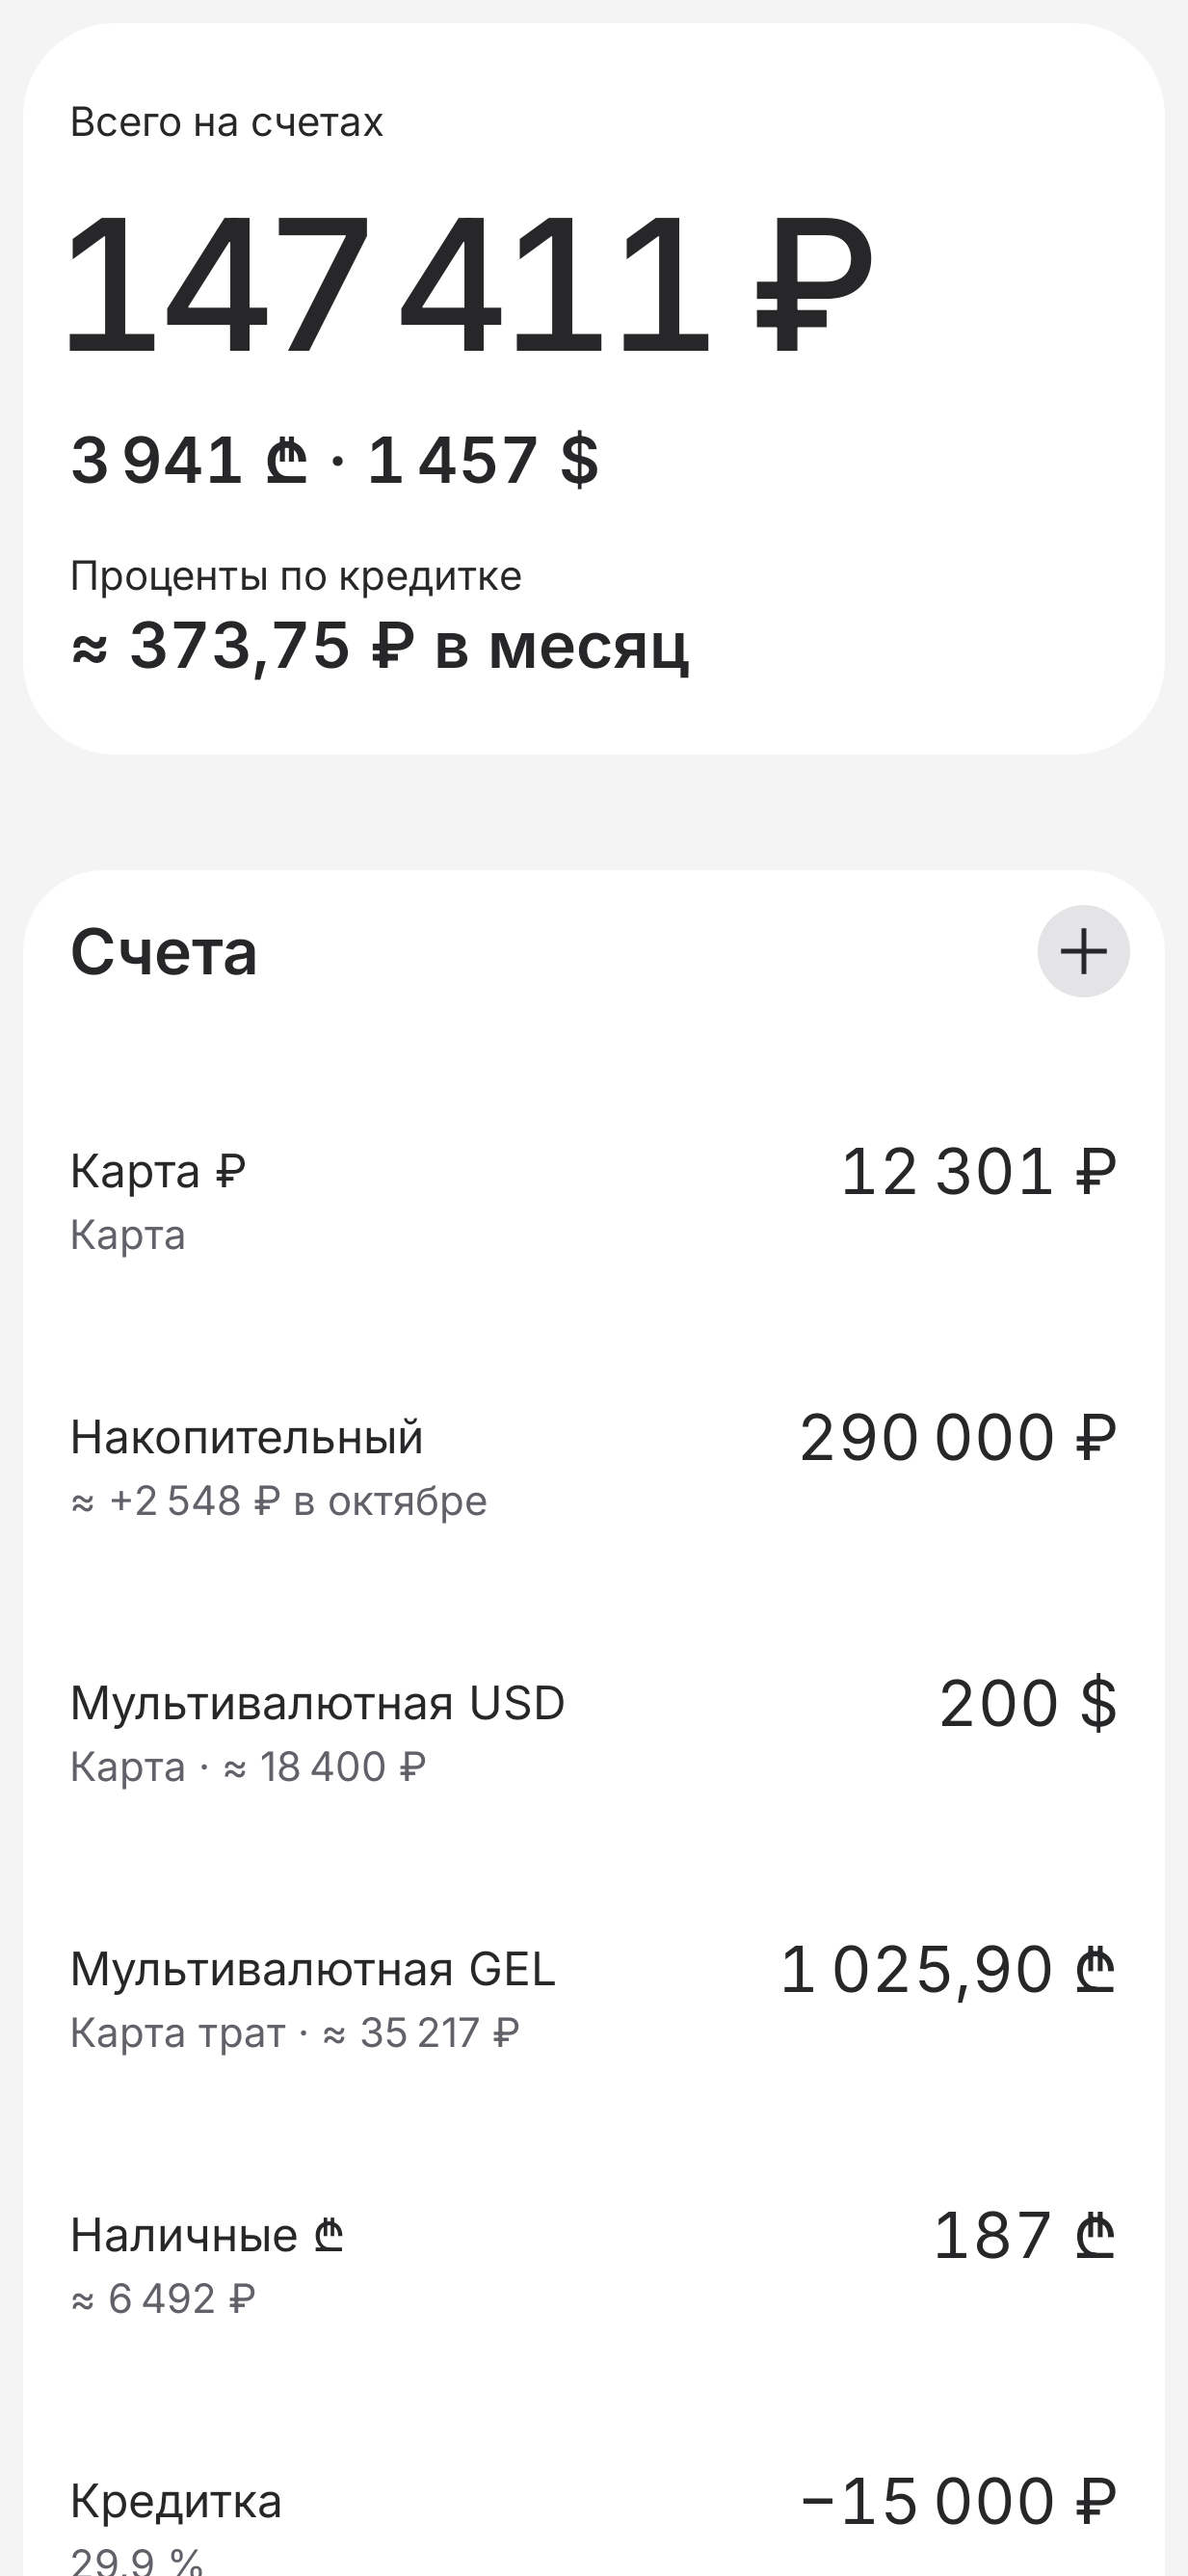 Всего на счетах
147 411 ₽
3 941 ₾ · 1 457 $
Проценты по кредитке
≈ 373,75 ₽ в месяц
Счета
Карта ₽
12 301 ₽
Карта
Накопительный
290 000 ₽
≈ +2 548 ₽ в октябре
Мультивалютная USD
200 $
Карта · ≈ 18 400 ₽
Мультивалютная GEL
1 025,90 ₾
Карта трат · ≈ 35 217 ₽
Наличные ₾
187 ₾
≈ 6 492 ₽
Кредитка
−15 000 ₽
29,9 %